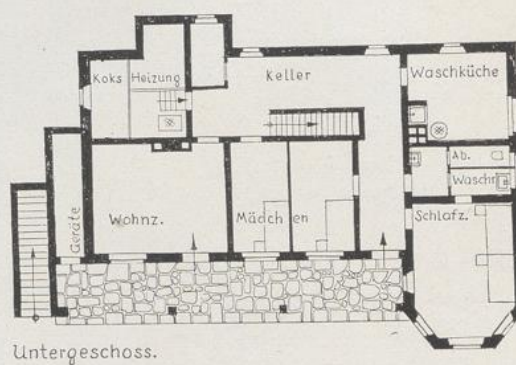 Koks Heizung Keller Waschküche
Ab.
Waschr.
Geräte Wohnz. Mädchen Schlafz.
Untergeschoss.